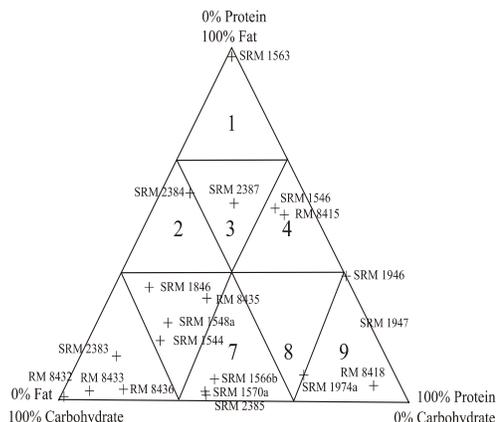 0% Protein
100% Fat
SRM 1563
1
SRM 2384
SRM 2387
SRM 1546
RM 8415
2
3
4
SRM 1946
SRM 1846
RM 8435
SRM 1548a
SRM 1947
SRM 1544
SRM 2383
7
8
9
RM 8432
RM 8433
SRM 1566b
RM 8418
RM 8436
SRM 1570a
SRM 1974a
0% Fat
100% Protein
SRM 2385
100% Carbohydrate
0% Carbohydrate